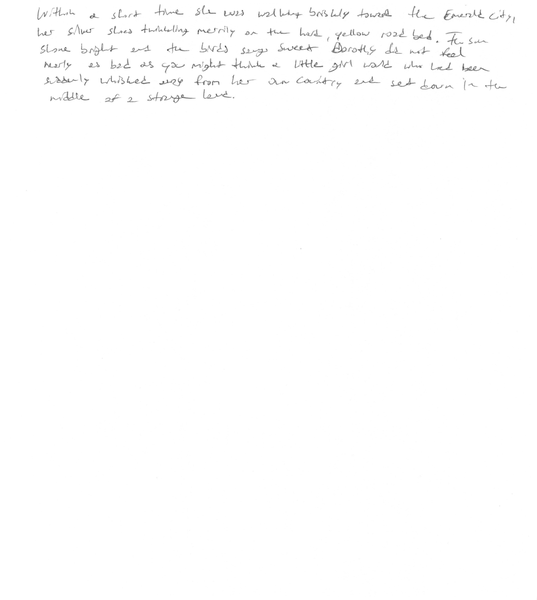 Within a short time she was walking briskly toward the Emerald City,
her silver shoes twinkling merrily on the hard, yellow road bed. The sun
shone bright and the birds sang sweet Dorothy did not feel
nearly as bad as you might think a little girl would who had been
suddenly whisked away from her own country and set down in the
middle of a strange land.